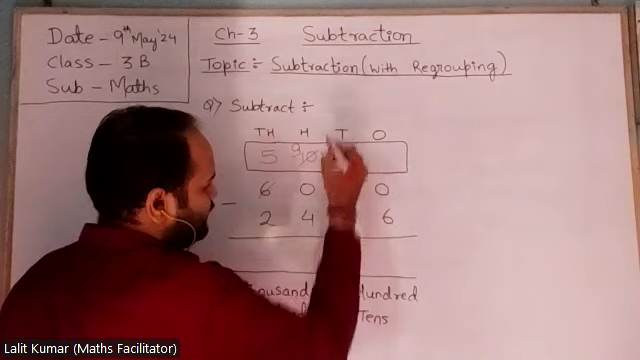 Date - 9th May'24
Class - 3 B
Sub - Maths
Ch-3 Subtraction
Topic :- Subtraction (With Regrouping)
Q) Subtract :-
TH H T O
5 9 10
6 0 0
- 2 4 6
Hundred
Tens
Lalit Kumar (Maths Facilitator)